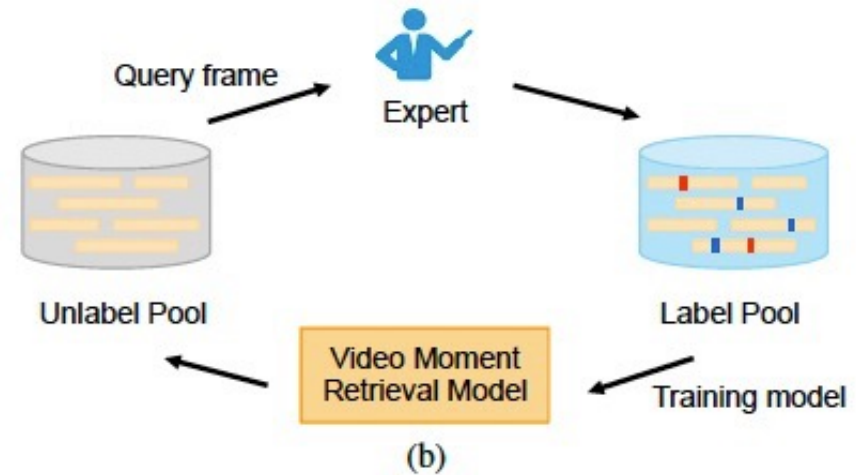 Query frame
Expert
Unlabel Pool
Label Pool
Video Moment
Retrieval Model
Training model
(b)